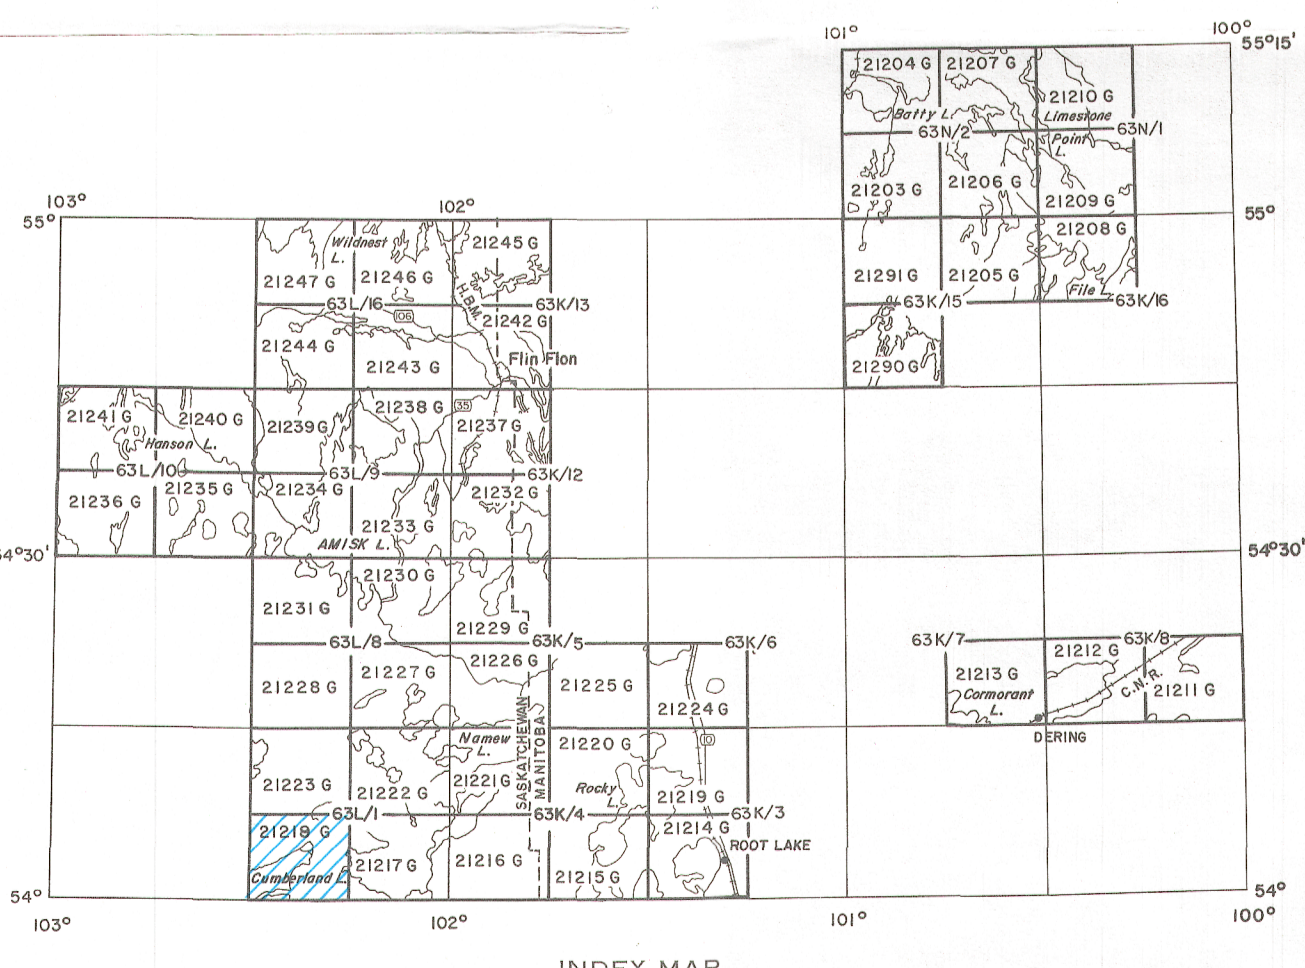 101°
100°
55°15'
21204 G
21207 G
21210 G
Batty L.
Limestone
63N/2
63N/1
Point
L.
21203 G
21206 G
21209 G
103°
102°
55°
55°
21208 G
Wildnest
L.
21245 G
21247 G
21246 G
21291 G
21205 G
File L.
63L/16
63K/13
63K/15
63K/16
H.B.M.
106
21242 G
21244 G
21243 G
Flin Flon
21290 G
21241 G
21240 G
21239 G
21238 G
35
21237 G
Hanson L.
63L/10
63L/9
63K/12
21236 G
21235 G
21234 G
21233 G
21232 G
AMISK L.
54°30'
54°30'
21230 G
21231 G
21229 G
63L/8
63K/5
63K/6
63K/7
63K/8
21228 G
21227 G
21226 G
21225 G
21224 G
21213 G
21212 G
21211 G
Cormorant
L.
C.N.R.
DERING
SASKATCHEWAN
MANITOBA
Namew
L.
21220 G
10
21223 G
21222 G
21221 G
Rocky
L.
21219 G
63L/1
63K/4
63K/3
21219 G
21214 G
ROOT LAKE
21217 G
21216 G
21215 G
Cumberland L.
54°
54°
103°
102°
101°
100°
INDEX MAP